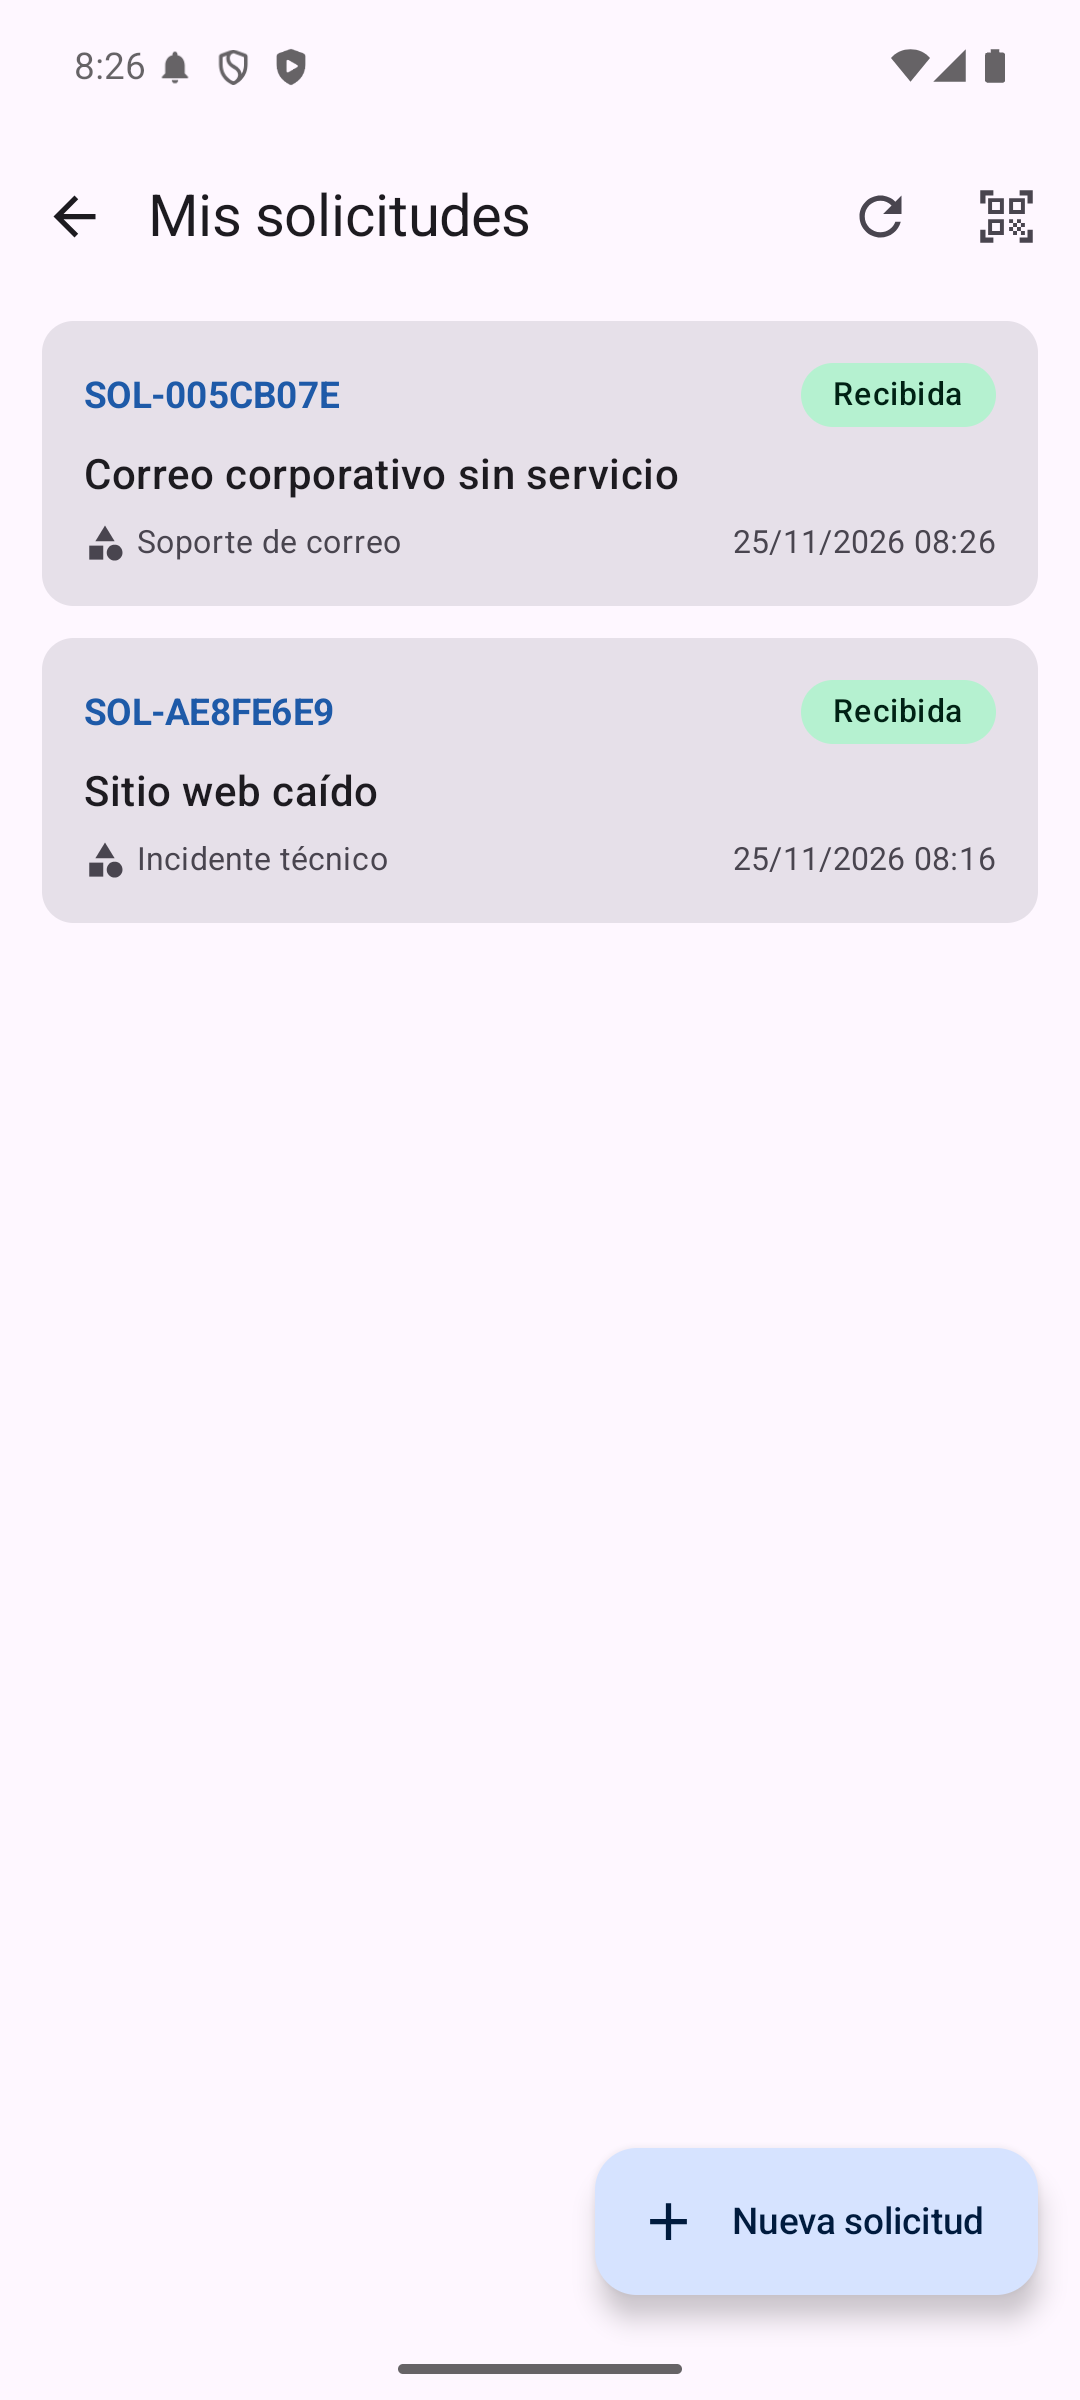 8:26
Mis solicitudes
SOL-005CB07E
Recibida
Correo corporativo sin servicio
Soporte de correo
25/11/2026 08:26
SOL-AE8FE6E9
Recibida
Sitio web caído
Incidente técnico
25/11/2026 08:16
Nueva solicitud